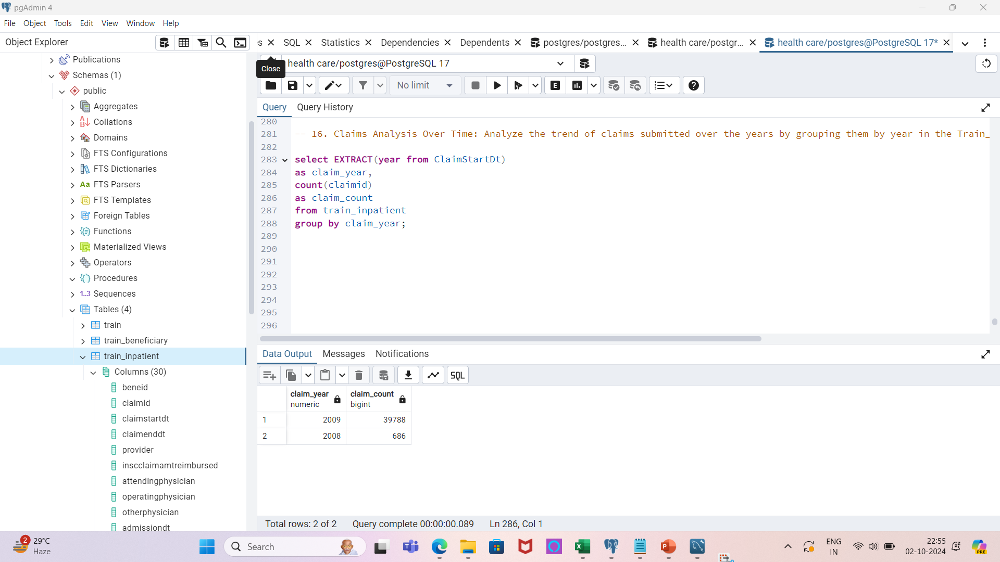 pgAdmin 4
File Object Tools Edit View Window Help
Object Explorer
s SQL Statistics Dependencies Dependents postgres/postgres... health care/postgr... health care/postgres@PostgreSQL 17*
Close
health care/postgres@PostgreSQL 17
No limit
E
Query Query History
Publications
Schemas (1)
public
Aggregates
Collations
Domains
FTS Configurations
FTS Dictionaries
Aa FTS Parsers
FTS Templates
Foreign Tables
Functions
Materialized Views
Operators
Procedures
1..3 Sequences
Tables (4)
train
train_beneficiary
train_inpatient
Columns (30)
beneid
claimid
claimstartdt
claimenddt
provider
inscclaimamtreimbursed
attendingphysician
operatingphysician
otherphysician
admissiondt
280
281 -- 16. Claims Analysis Over Time: Analyze the trend of claims submitted over the years by grouping them by year in the Train_
282
283 select EXTRACT(year from ClaimStartDt)
284 as claim_year,
285 count(claimid)
286 as claim_count
287 from train_inpatient
288 group by claim_year;
289
290
291
292
293
294
295
296
Data Output Messages Notifications
SQL
claim_year numeric claim_count bigint
1 2009 39788
2 2008 686
Total rows: 2 of 2 Query complete 00:00:00.089 Ln 286, Col 1
2 29°C
Haze
Search
ENG
IN
22:55
02-10-2024
PRE